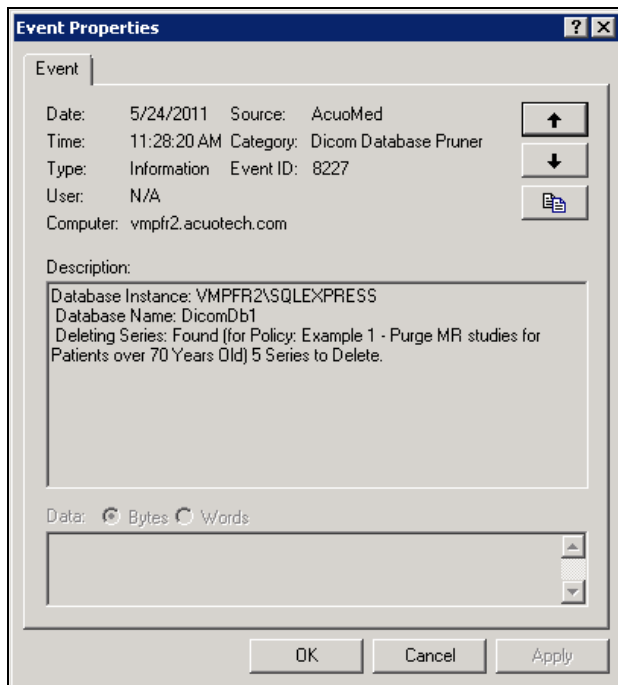 Event Properties
Event
Date: 5/24/2011 Source: AcuoMed
Time: 11:28:20 AM Category: Dicom Database Pruner
Type: Information Event ID: 8227
User: N/A
Computer: vmpfr2.acuotech.com
Description:
Database Instance: VMPFR2\SQLEXPRESS
Database Name: DicomDb1
Deleting Series: Found (for Policy: Example 1 - Purge MR studies for
Patients over 70 Years Old) 5 Series to Delete.
Data: Bytes Words
OK Cancel Apply